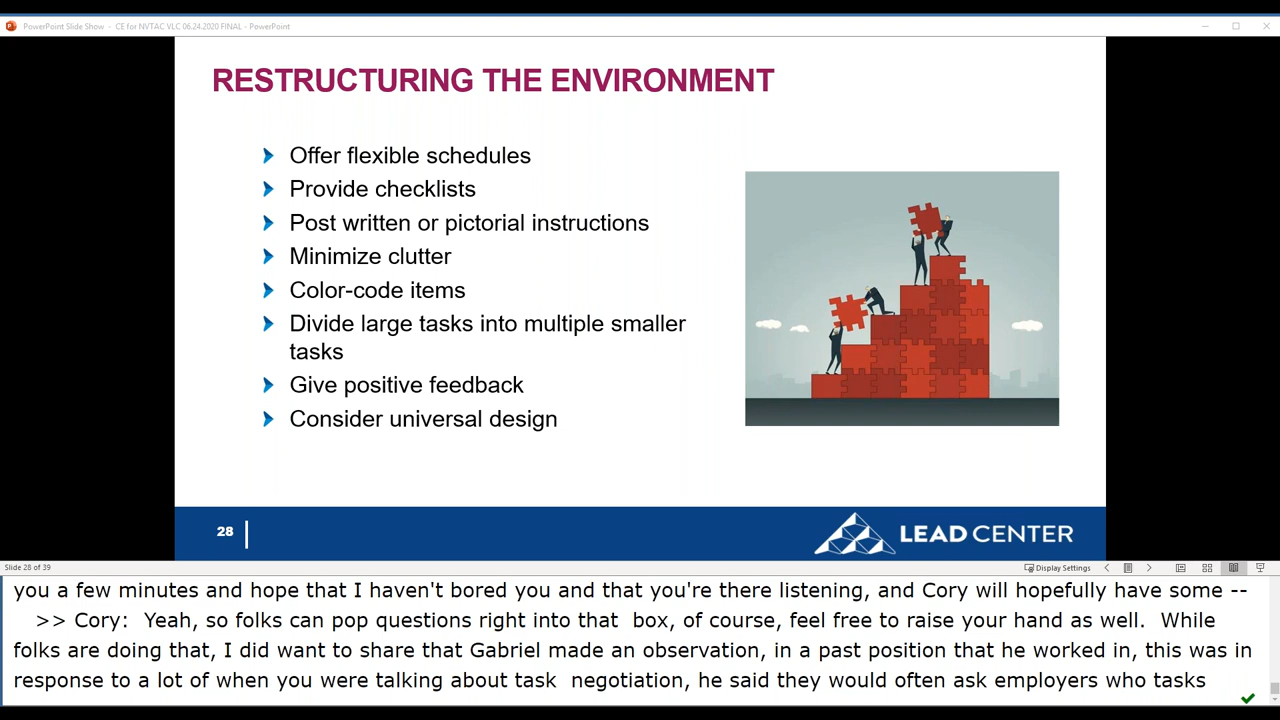 PowerPoint Slide Show - CE for NVTAC VLC 06.24.2020 FINAL - PowerPoint
RESTRUCTURING THE ENVIRONMENT
Offer flexible schedules
Provide checklists
Post written or pictorial instructions
Minimize clutter
Color-code items
Divide large tasks into multiple smaller
tasks
Give positive feedback
Consider universal design
28
LEAD CENTER
Slide 28 of 39
Display Settings
you a few minutes and hope that I haven't bored you and that you're there listening, and Cory will hopefully have some --
>> Cory:  Yeah, so folks can pop questions right into that  box, of course, feel free to raise your hand as well.  While
folks are doing that, I did want to share that Gabriel made an observation, in a past position that he worked in, this was in
response to a lot of when you were talking about task  negotiation, he said they would often ask employers who tasks